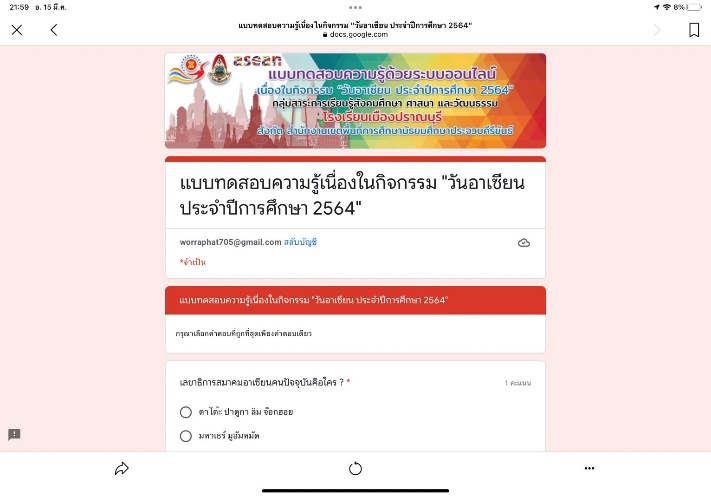 21:59 อ. 15 มี.ค.
8%
แบบทดสอบความรู้เนื่องในกิจกรรม "วันอาเซียน ประจำปีการศึกษา 2564"
docs.google.com
asean
แบบทดสอบความรู้ด้วยระบบออนไลน์
เนื่องในกิจกรรม "วันอาเซียน ประจำปีการศึกษา 2564"
กลุ่มสาระการเรียนรู้สังคมศึกษา ศาสนา และวัฒนธรรม
โรงเรียนเมืองปราณบุรี
สังกัด สำนักงานเขตพื้นที่การศึกษามัธยมศึกษาประจวบคีรีขันธ์
แบบทดสอบความรู้เนื่องในกิจกรรม "วันอาเซียน
ประจำปีการศึกษา 2564"
worraphat705@gmail.com สลับบัญชี
*จำเป็น
แบบทดสอบความรู้เนื่องในกิจกรรม "วันอาเซียน ประจำปีการศึกษา 2564"
กรุณาเลือกคำตอบที่ถูกที่สุดเพียงคำตอบเดียว
เลขาธิการสมาคมอาเซียนคนปัจจุบันคือใคร ? *
1 คะแนน
ดาโต๊ะ ปาดูกา ลิม จ๊อกฮอย
มหาเธร์ มูฮัมหมัด